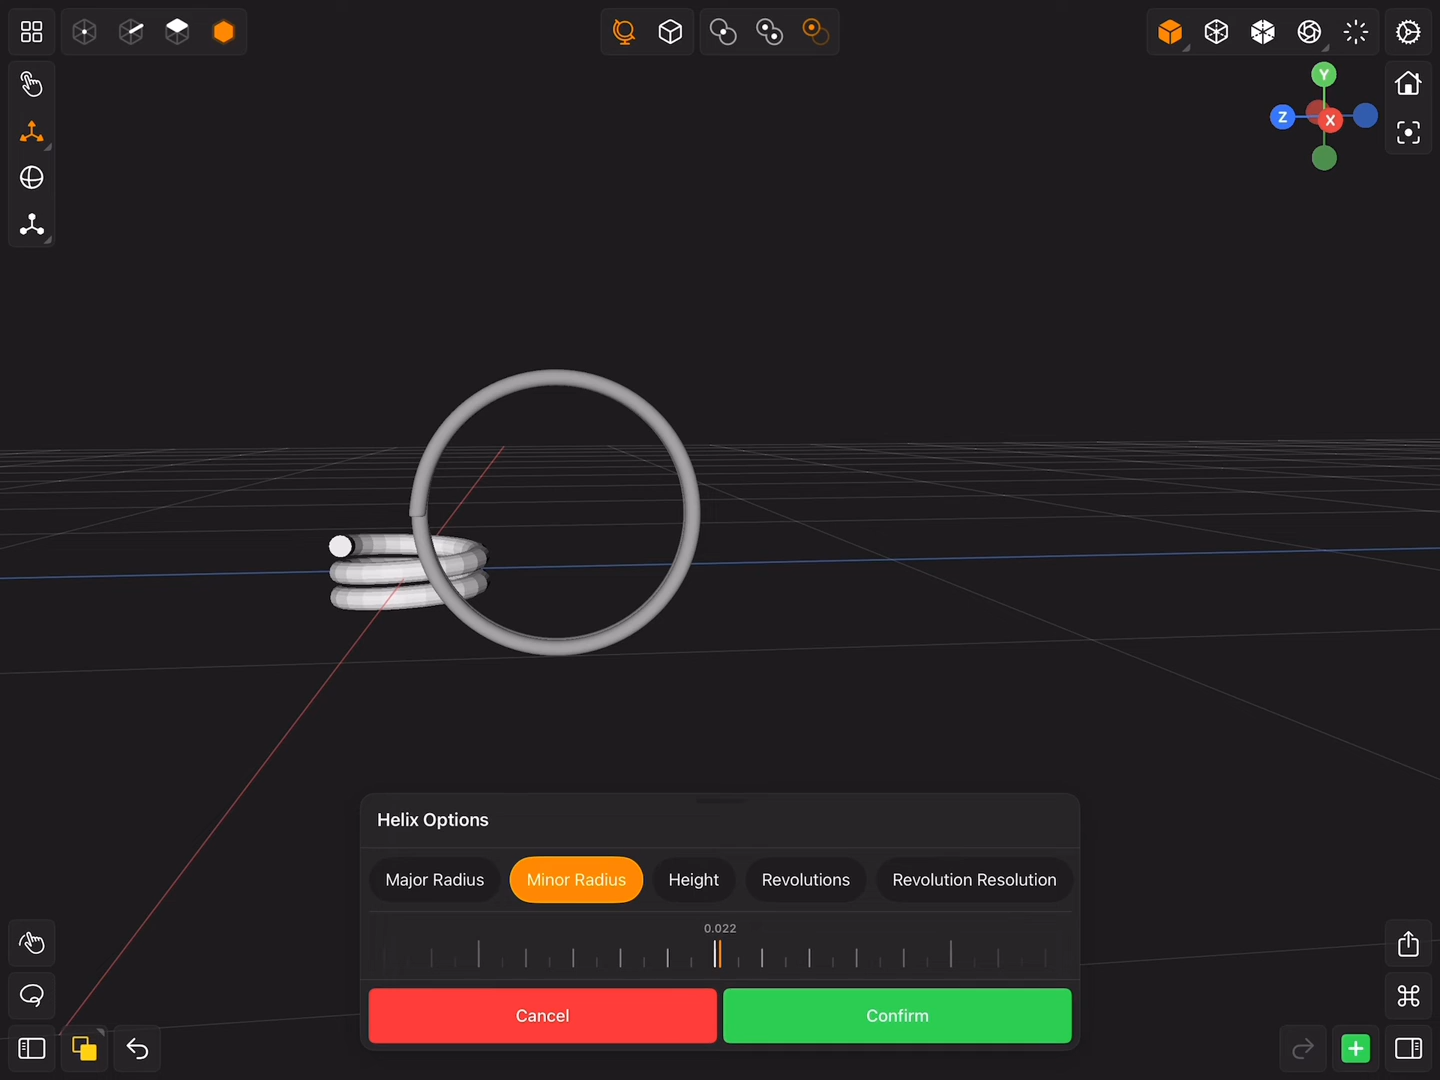 Y
Z
X
Helix Options
Major Radius
Minor Radius
Height
Revolutions
Revolution Resolution
0.022
Cancel
Confirm